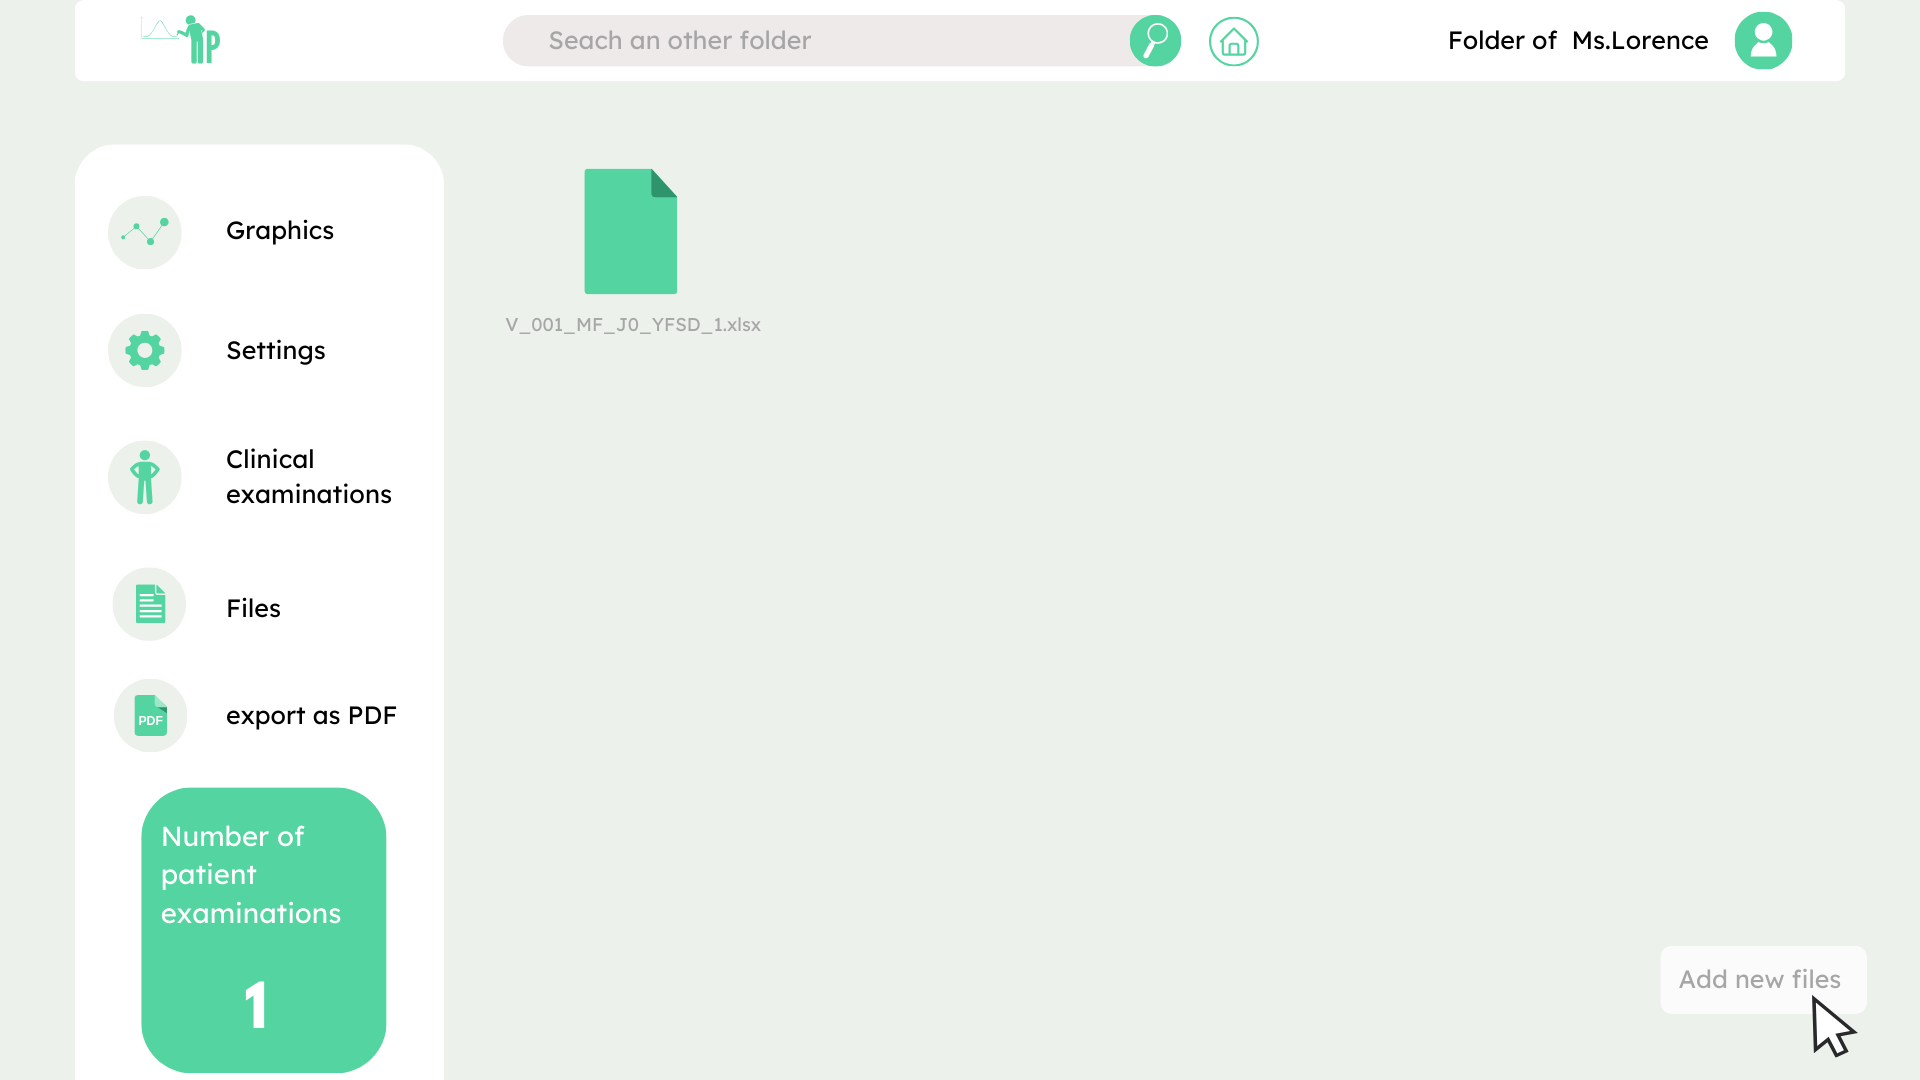 p
Seach an other folder
Folder of  Ms.Lorence
Graphics
Settings
Clinical
examinations
Files
PDF
export as PDF
Number of
patient
examinations
1
V_001_MF_J0_YFSD_1.xlsx
Add new files